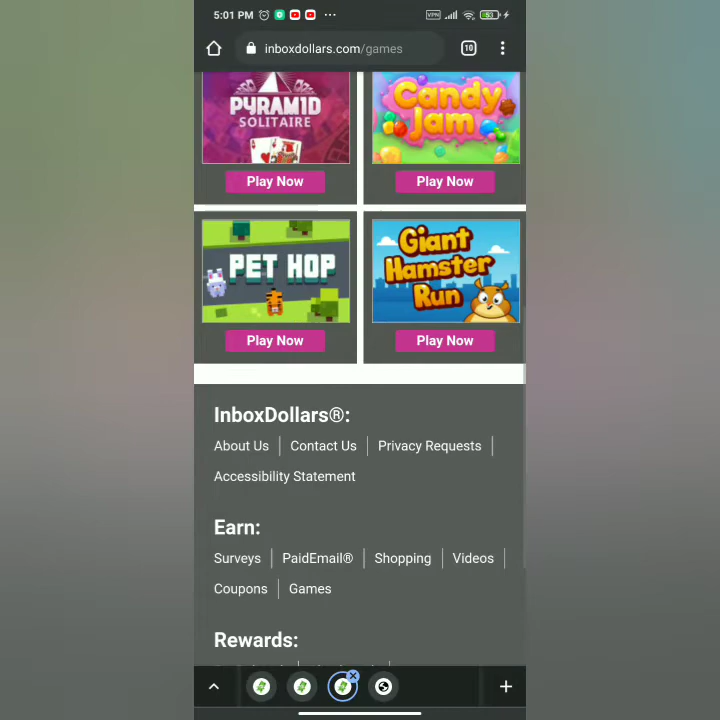 5:01 PM
VPN
53
inboxdollars.com/games
10
PYRAMID
SOLITAIRE
Candy
Jam
Play Now
Play Now
PET HOP
Giant
Hamster
Run
Play Now
Play Now
InboxDollars®:
About Us
Contact Us
Privacy Requests
Accessibility Statement
Earn:
Surveys
PaidEmail®
Shopping
Videos
Coupons
Games
Rewards: